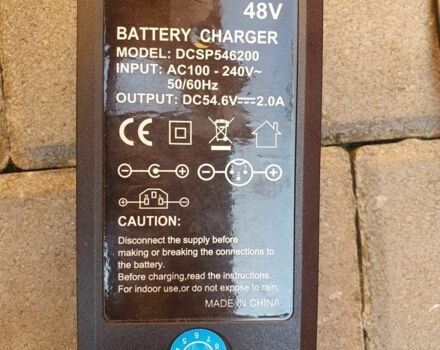 48V
BATTERY CHARGER
MODEL: DCSP546200
INPUT: AC100 - 240V~
50/60Hz
OUTPUT: DC54.6V⎓2.0A
CE
CAUTION:
Disconnect the supply before
making or breaking the connections to
the battery.
Before charging,read the instructions.
For indoor use,or do not expose to rain.
MADE IN CHINA